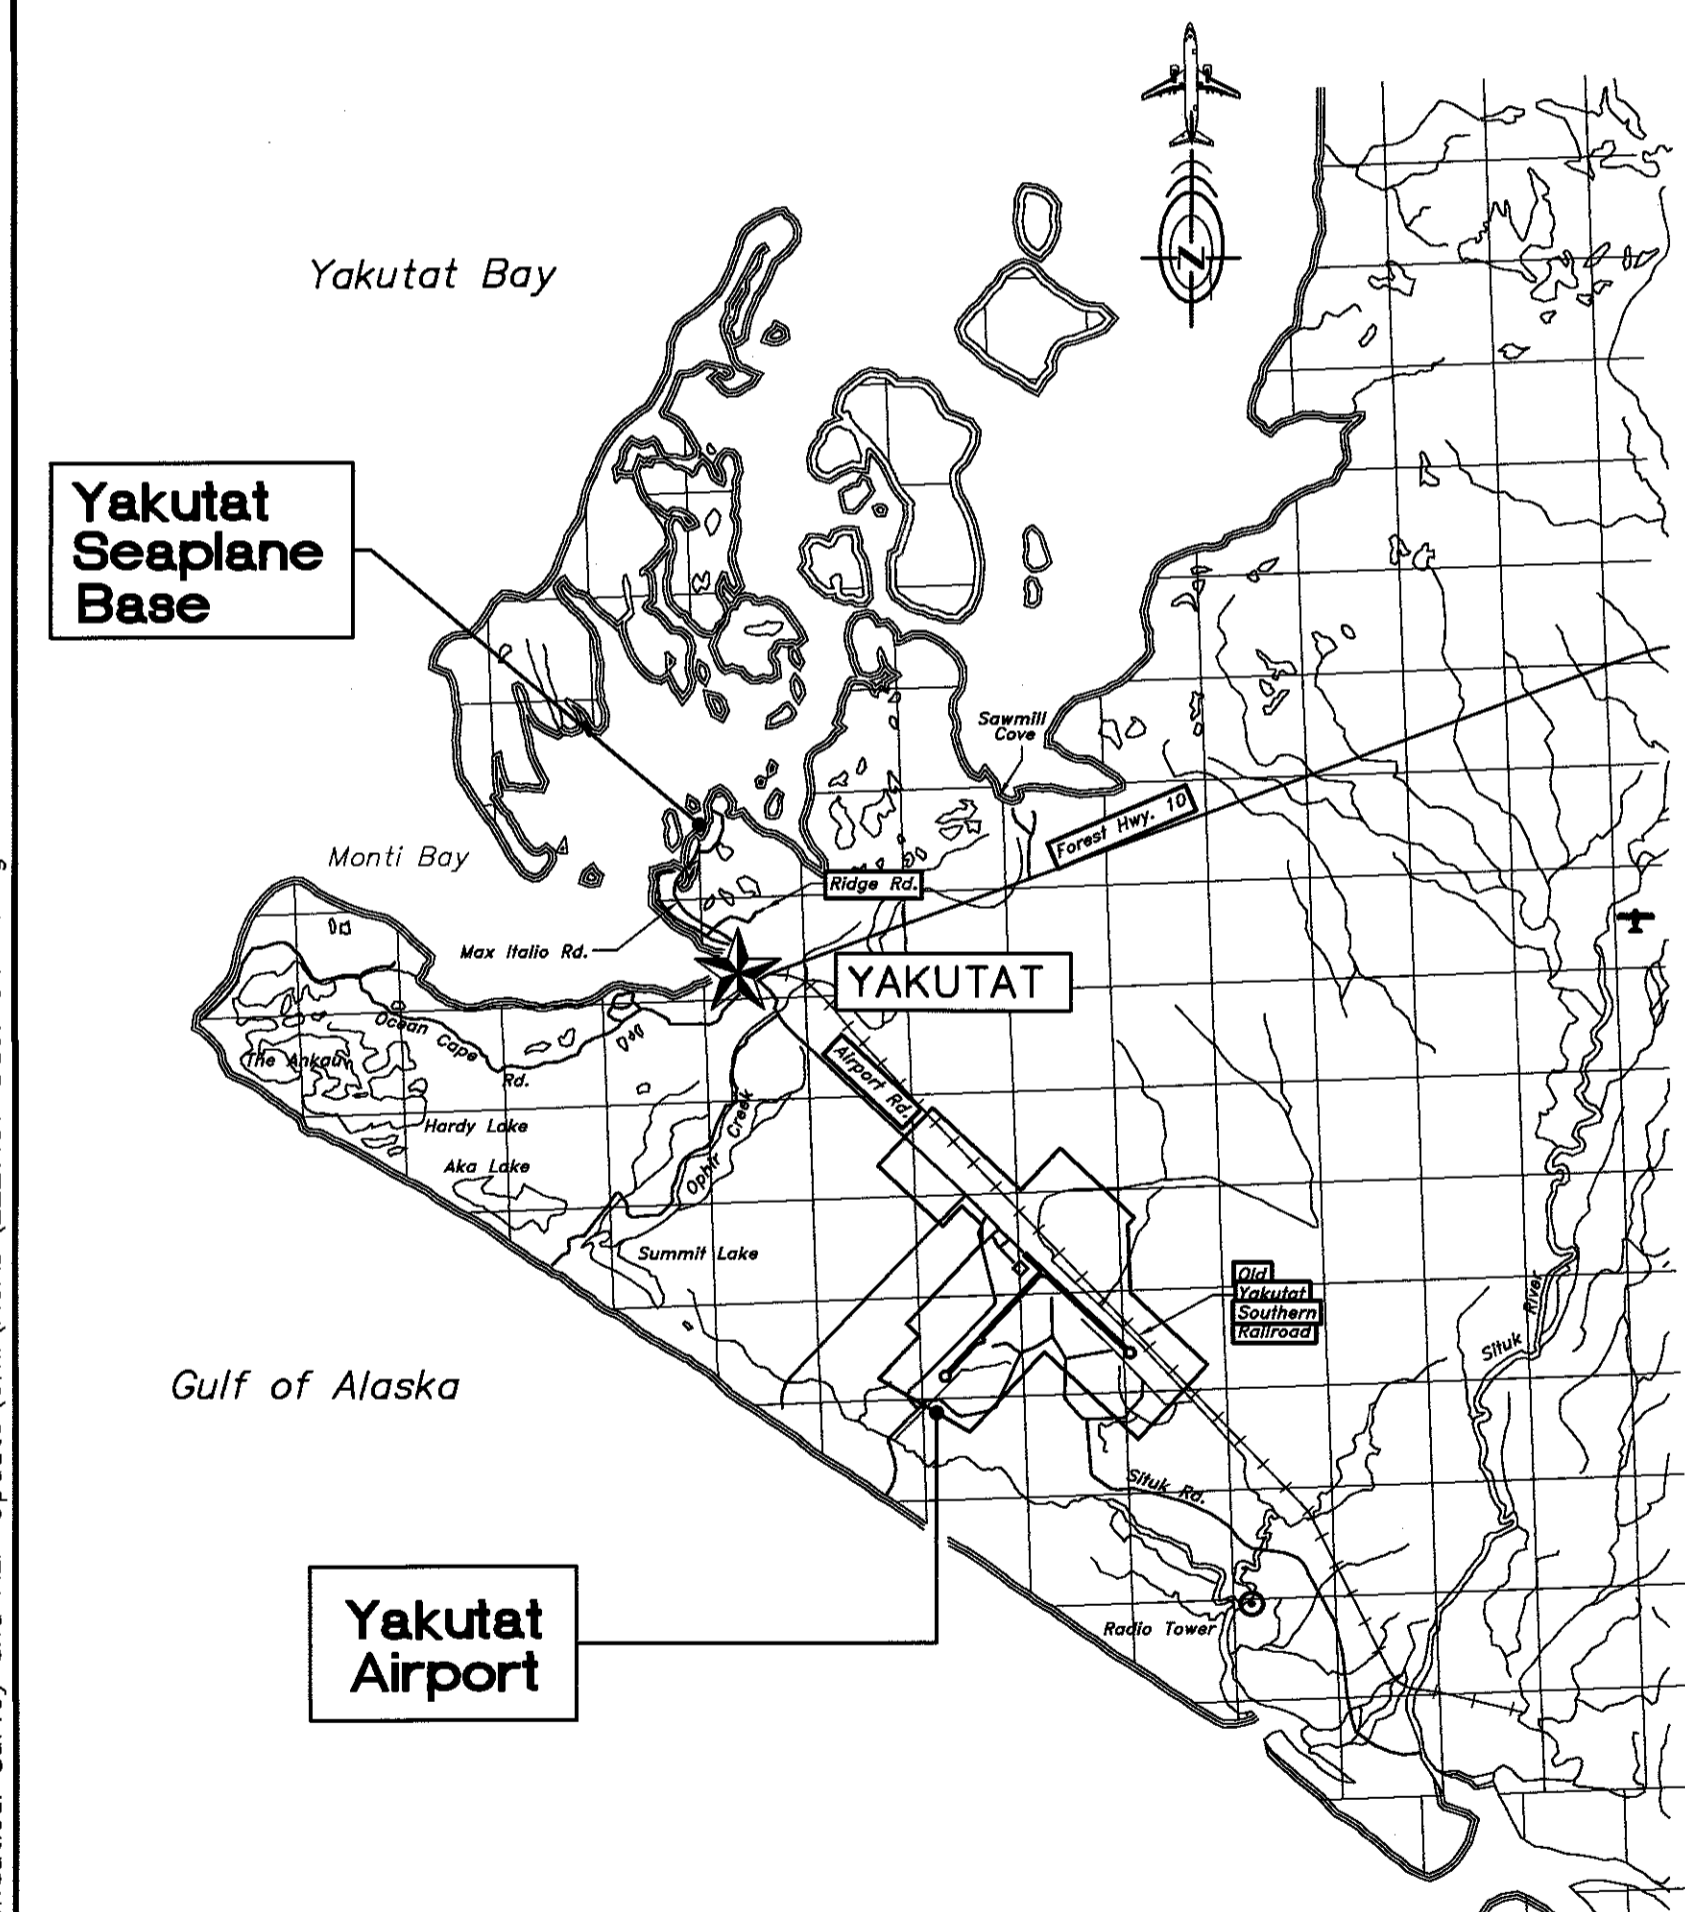 N
Yakutat Bay
Yakutat
Seaplane
Base
Sawmill
Cove
Forest Hwy. 10
Monti Bay
Ridge Rd.
Max Italio Rd.
YAKUTAT
Ocean Cape
Rd.
The Ankau
Airport Rd.
Hardy Lake
Ophir Creek
Aka Lake
Summit Lake
Old
Yakutat
Southern
Railroad
Situk River
Gulf of Alaska
Situk Rd.
Yakutat
Airport
Radio Tower